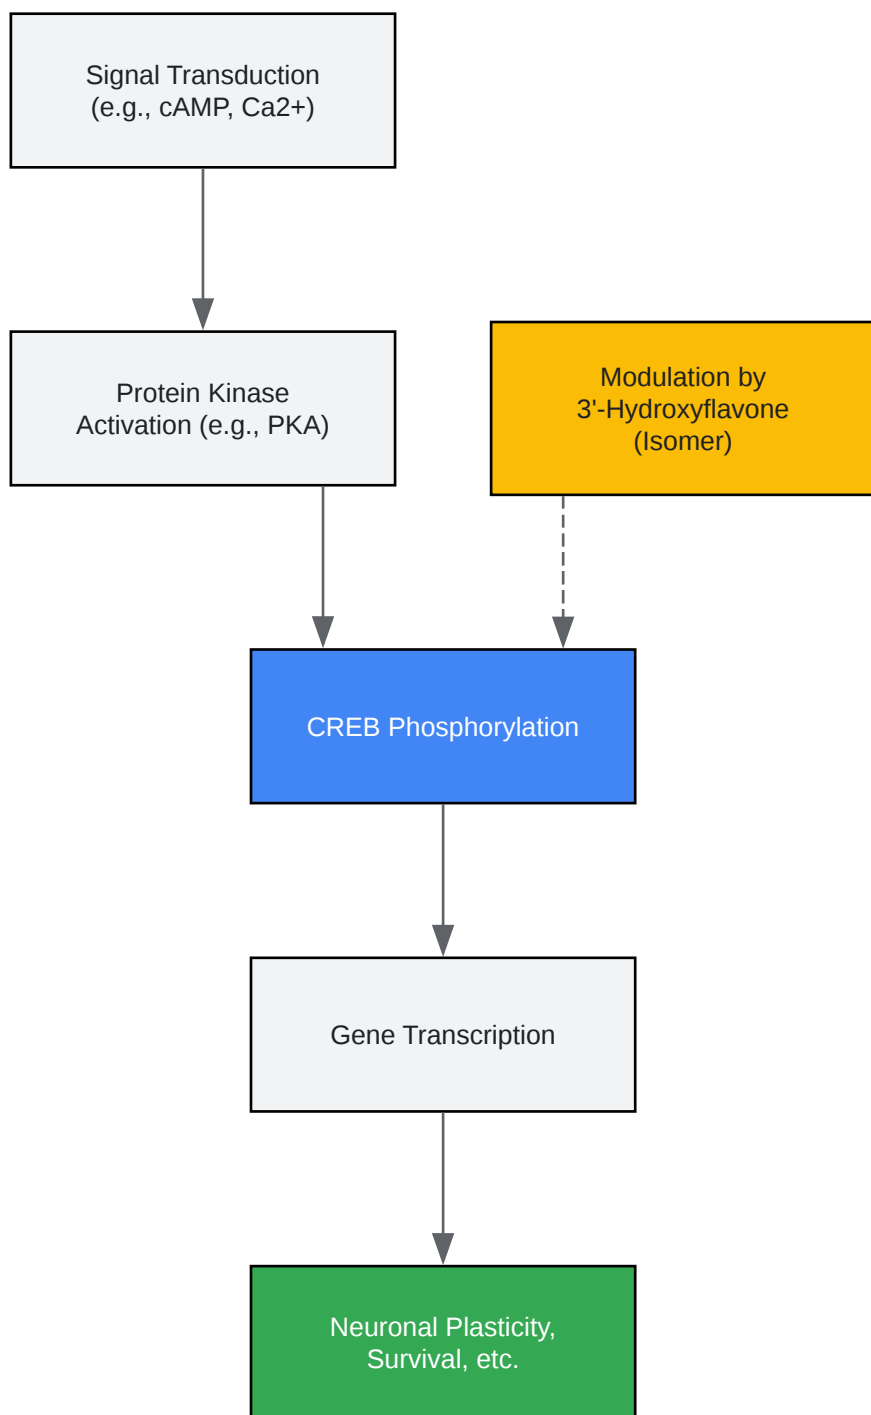 Signal Transduction
(e.g., cAMP, Ca2+)
Protein Kinase
Activation (e.g., PKA)
Modulation by
3'-Hydroxyflavone
(Isomer)
CREB Phosphorylation
Gene Transcription
Neuronal Plasticity,
Survival, etc.